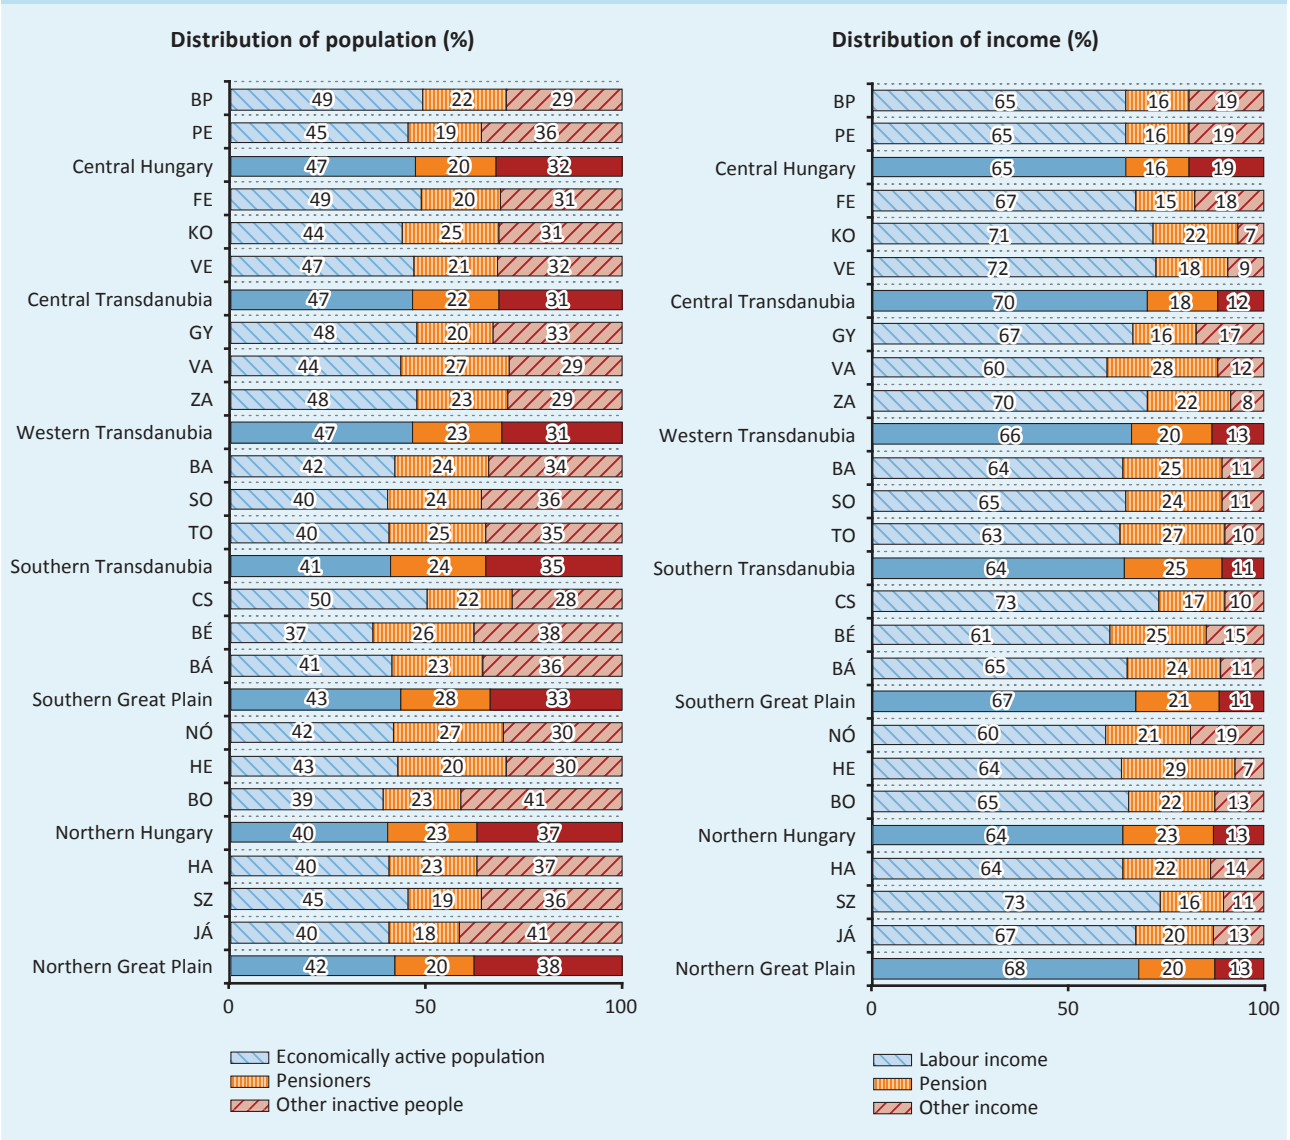 Distribution of population (%)
BP 49 22 29
PE 45 19 36
Central Hungary 47 20 32
FE 49 20 31
KO 44 25 31
VE 47 21 32
Central Transdanubia 47 22 31
GY 48 20 33
VA 44 27 29
ZA 48 23 29
Western Transdanubia 47 23 31
BA 42 24 34
SO 40 24 36
TO 40 25 35
Southern Transdanubia 41 24 35
CS 50 22 28
BÉ 37 26 38
BÁ 41 23 36
Southern Great Plain 43 28 33
NÓ 42 27 30
HE 43 20 30
BO 39 23 41
Northern Hungary 40 23 37
HA 40 23 37
SZ 45 19 36
JÁ 40 18 41
Northern Great Plain 42 20 38
0 50 100
Economically active population
Pensioners
Other inactive people
Distribution of income (%)
BP 65 16 19
PE 65 16 19
Central Hungary 65 16 19
FE 67 15 18
KO 71 22 7
VE 72 18 9
Central Transdanubia 70 18 12
GY 67 16 17
VA 60 28 12
ZA 70 22 8
Western Transdanubia 66 20 13
BA 64 25 11
SO 65 24 11
TO 63 27 10
Southern Transdanubia 64 25 11
CS 73 17 10
BÉ 61 25 15
BÁ 65 24 11
Southern Great Plain 67 21 11
NÓ 60 21 19
HE 64 29 7
BO 65 22 13
Northern Hungary 64 23 13
HA 64 22 14
SZ 73 16 11
JÁ 67 20 13
Northern Great Plain 68 20 13
0 50 100
Labour income
Pension
Other income